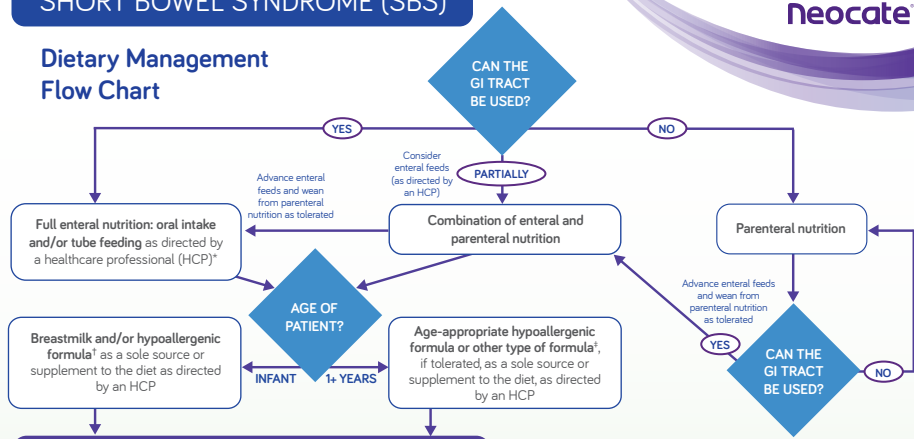 SHORT BOWEL SYNDROME (SBS)
neocate®
Dietary Management
Flow Chart
CAN THE
GI TRACT
BE USED?
YES
NO
Consider
enteral feeds
(as directed by
an HCP)
PARTIALLY
Advance enteral
feeds and wean
from parenteral
nutrition as tolerated
Full enteral nutrition: oral intake
and/or tube feeding as directed by
a healthcare professional (HCP)*
Combination of enteral and
parenteral nutrition
Parenteral nutrition
AGE OF
PATIENT?
Advance enteral feeds
and wean from
parenteral nutrition
as tolerated
YES
CAN THE
GI TRACT
BE USED?
NO
Breastmilk and/or hypoallergenic
formula† as a sole source or
supplement to the diet as directed
by an HCP
INFANT
1+ YEARS
Age-appropriate hypoallergenic
formula or other type of formula‡,
if tolerated, as a sole source or
supplement to the diet, as directed
by an HCP